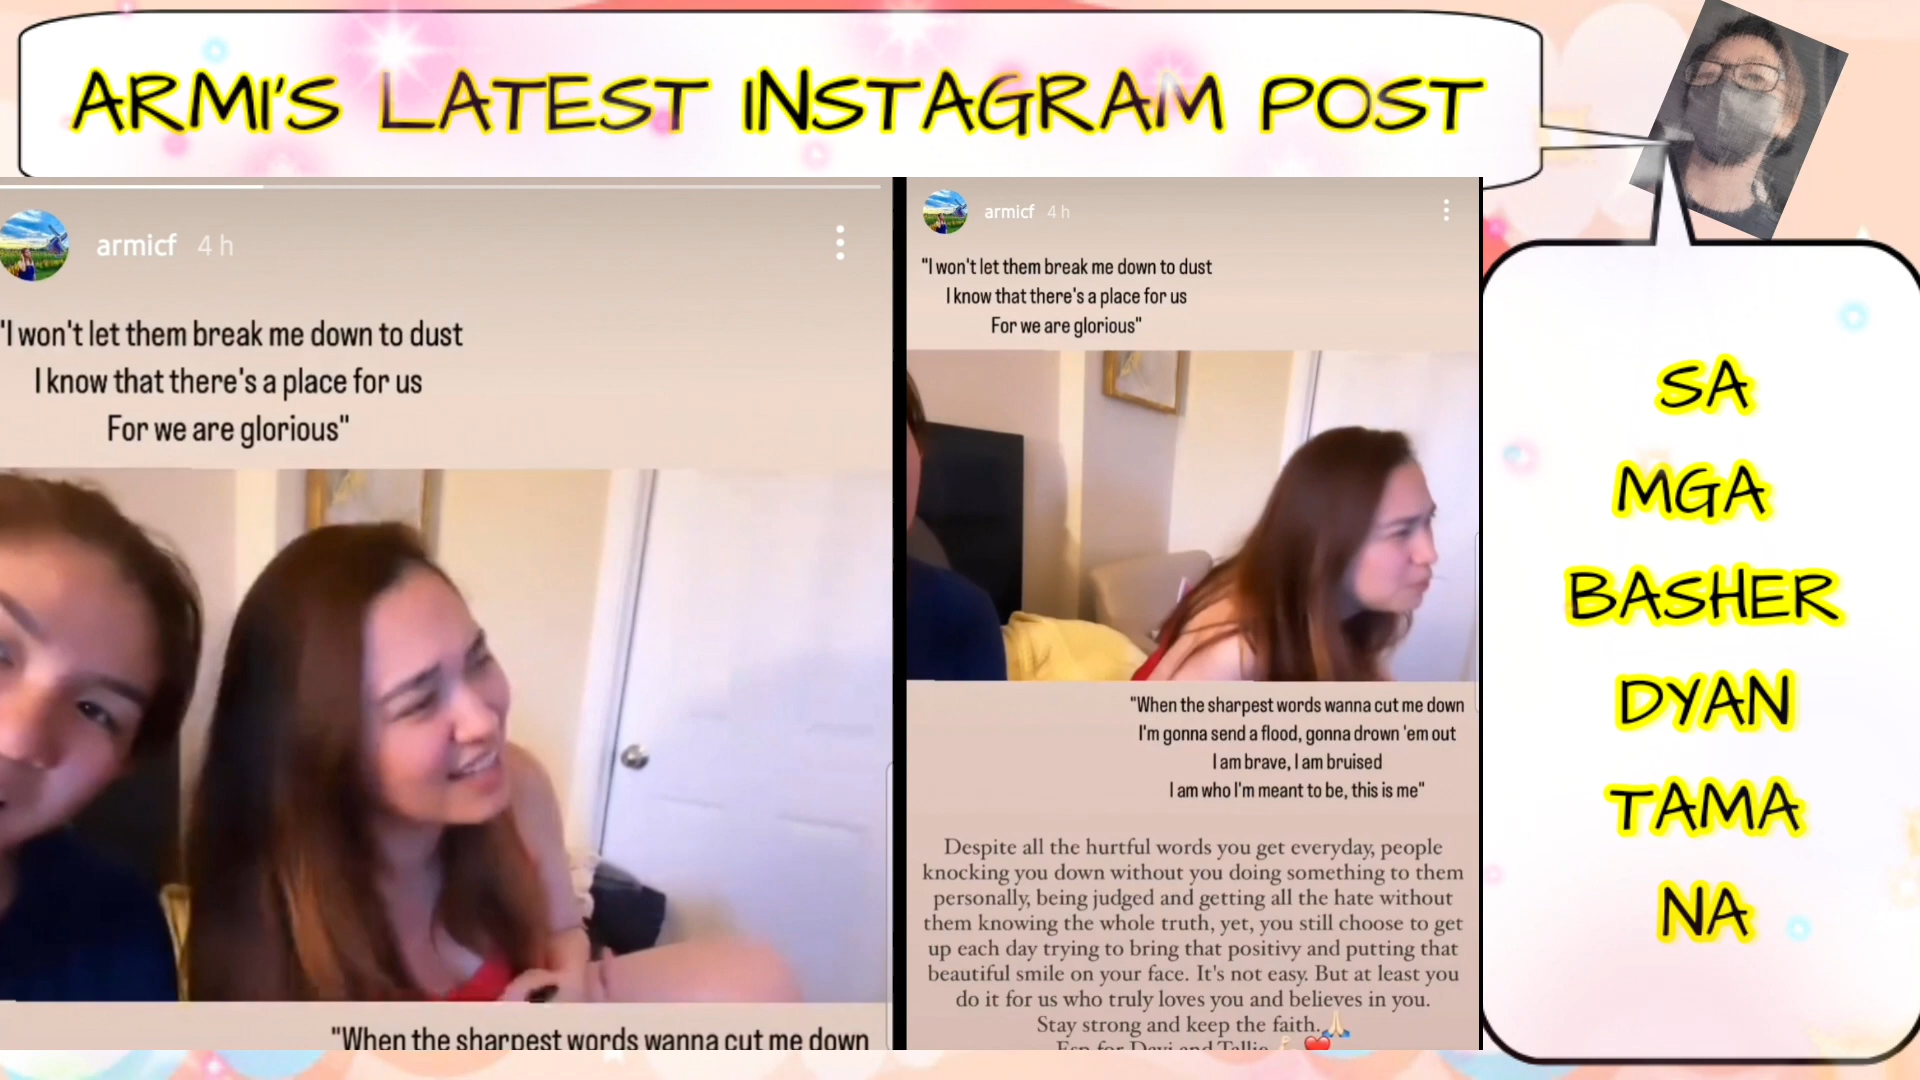 ARMI'S LATEST INSTAGRAM POST
armicf 4 h
"I won't let them break me down to dust
I know that there's a place for us
For we are glorious"
"When the sharpest words wanna cut me down
armicf 4 h
"I won't let them break me down to dust
I know that there's a place for us
For we are glorious"
"When the sharpest words wanna cut me down
I'm gonna send a flood, gonna drown 'em out
I am brave, I am bruised
I am who I'm meant to be, this is me"
Despite all the hurtful words you get everyday, people
knocking you down without you doing something to them
personally, being judged and getting all the hate without
them knowing the whole truth, yet, you still choose to get
up each day trying to bring that positivy and putting that
beautiful smile on your face. It's not easy. But at least you
do it for us who truly loves you and believes in you.
Stay strong and keep the faith.🙏🏻
Esp for Davi and Tallie 💪🏻❤️
SA
MGA
BASHER
DYAN
TAMA
NA